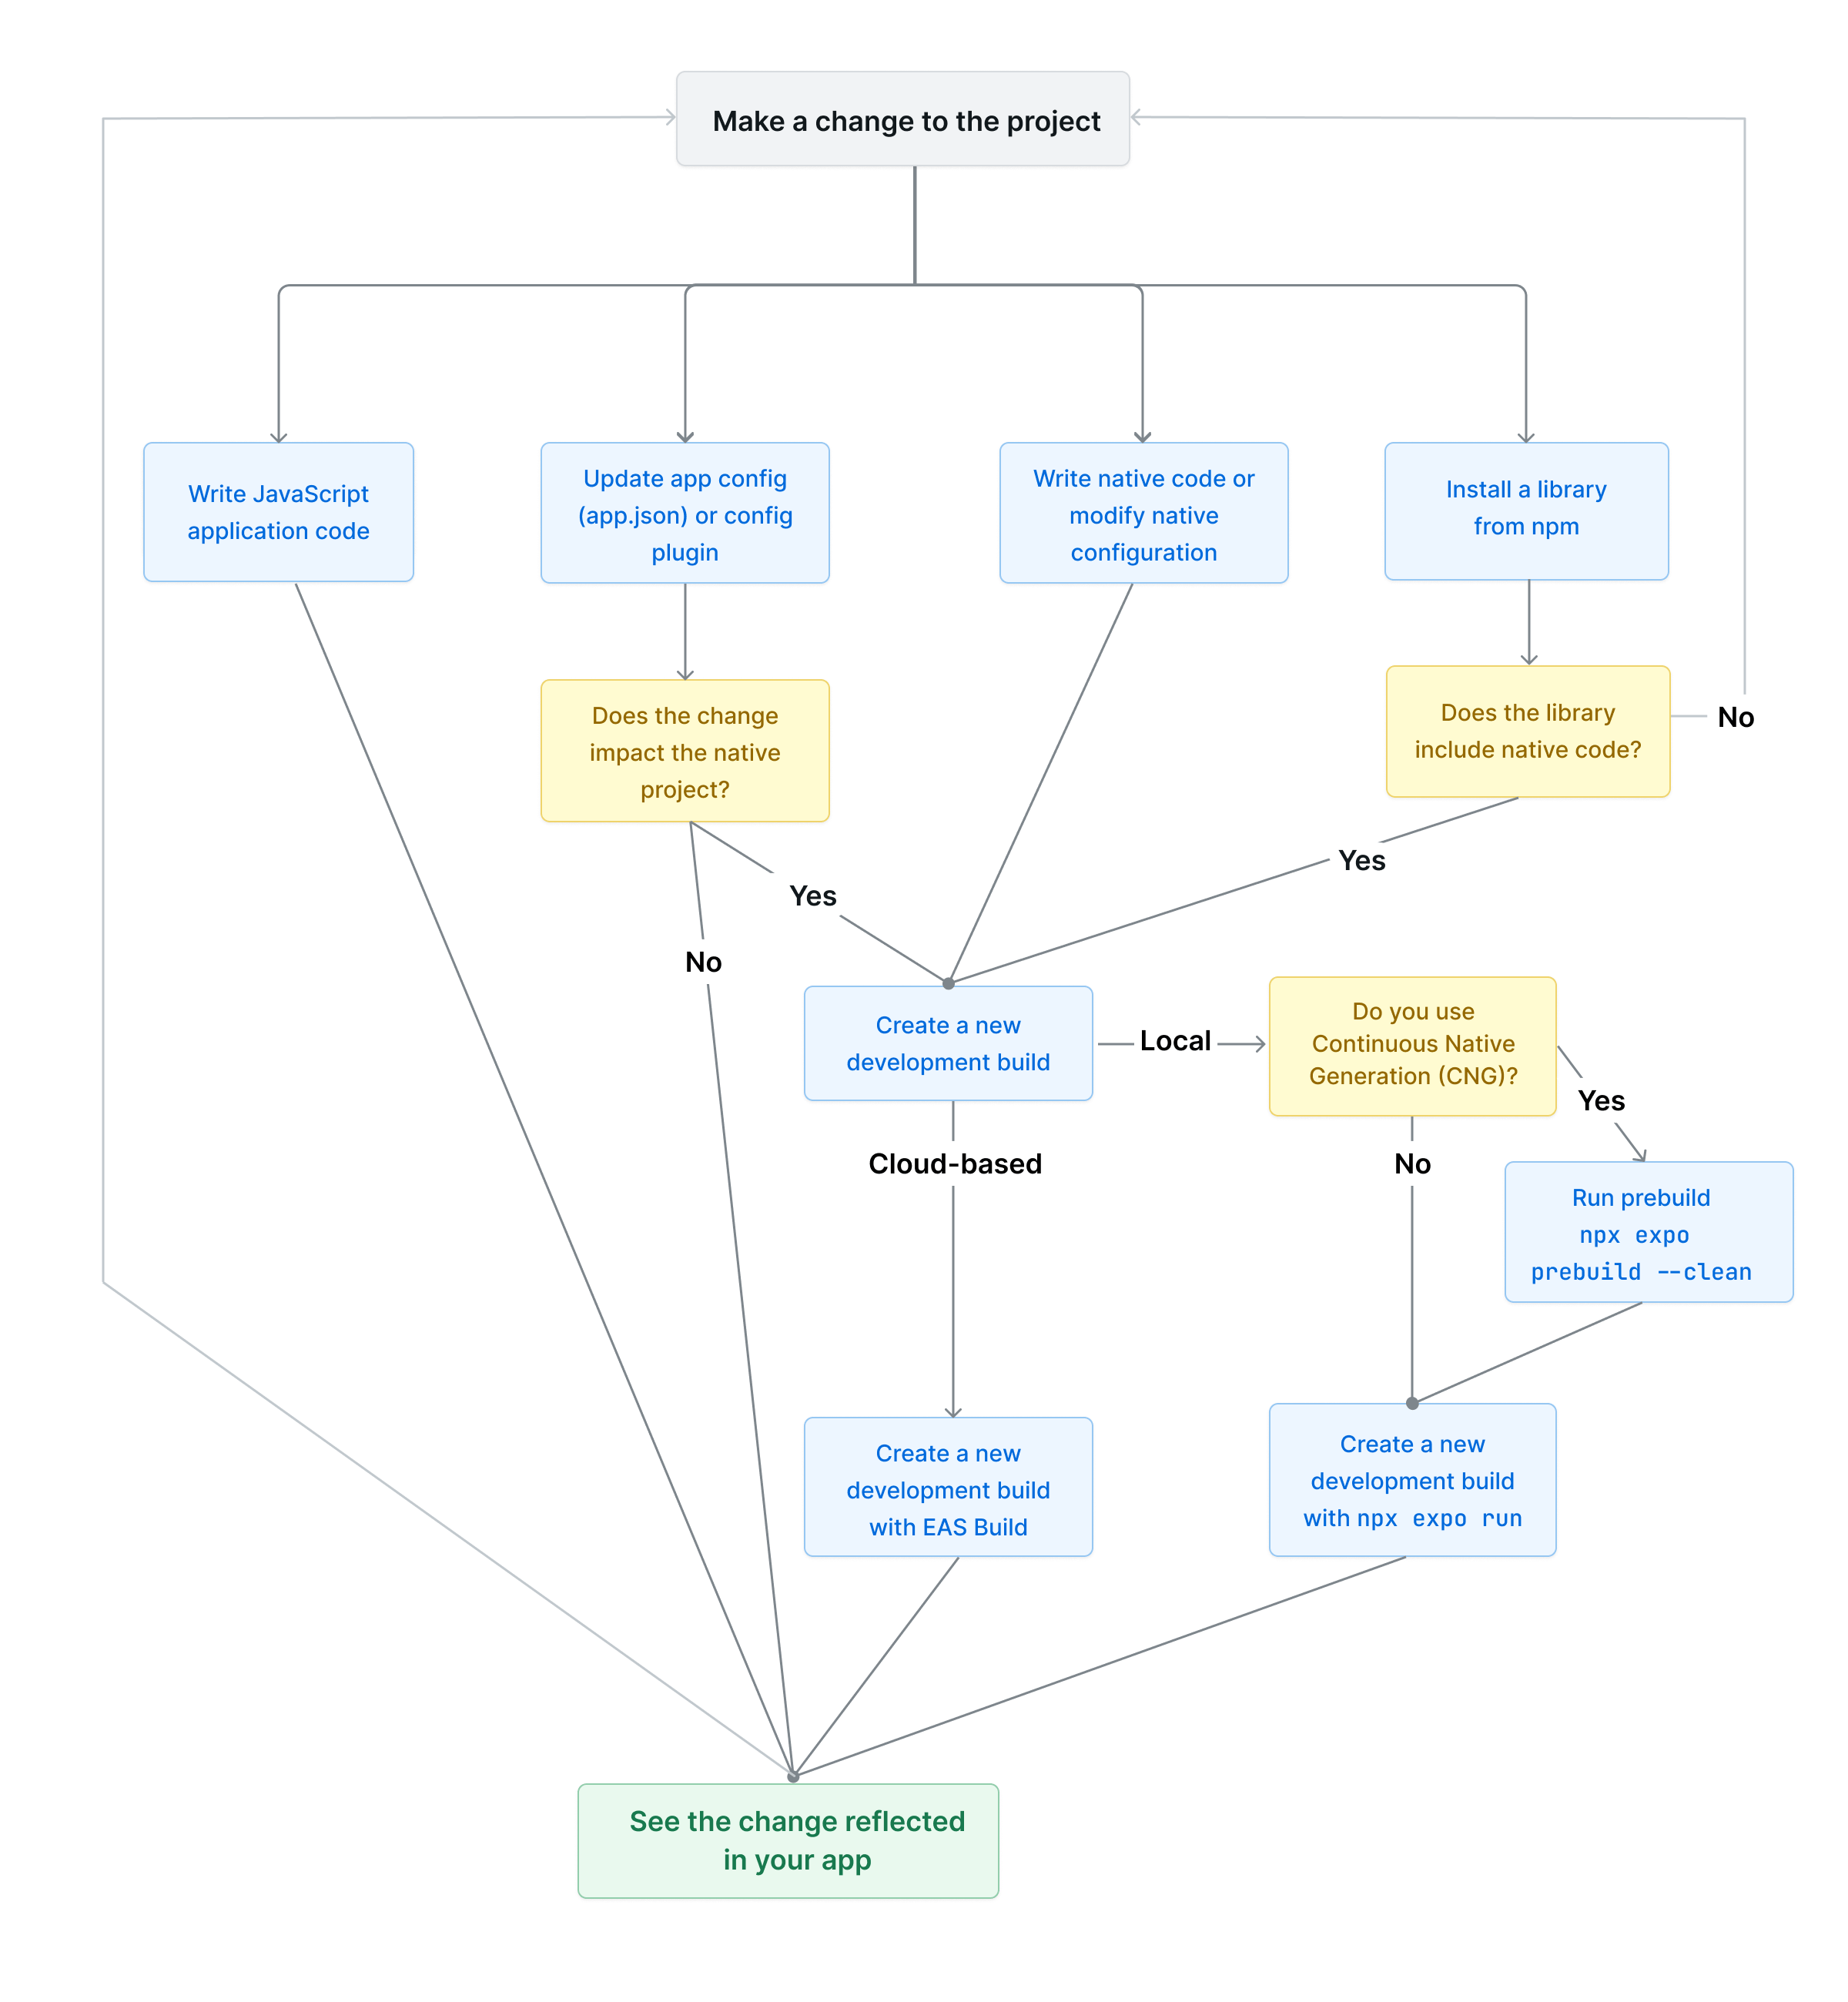 Make a change to the project
Write JavaScript
application code
Update app config
(app.json) or config
plugin
Write native code or
modify native
configuration
Install a library
from npm
Does the change
impact the native
project?
Does the library
include native code?
No
Yes
Yes
No
Create a new
development build
Local
Do you use
Continuous Native
Generation (CNG)?
Yes
Cloud-based
No
Run prebuild
npx expo
prebuild --clean
Create a new
development build
with EAS Build
Create a new
development build
with npx expo run
See the change reflected
in your app